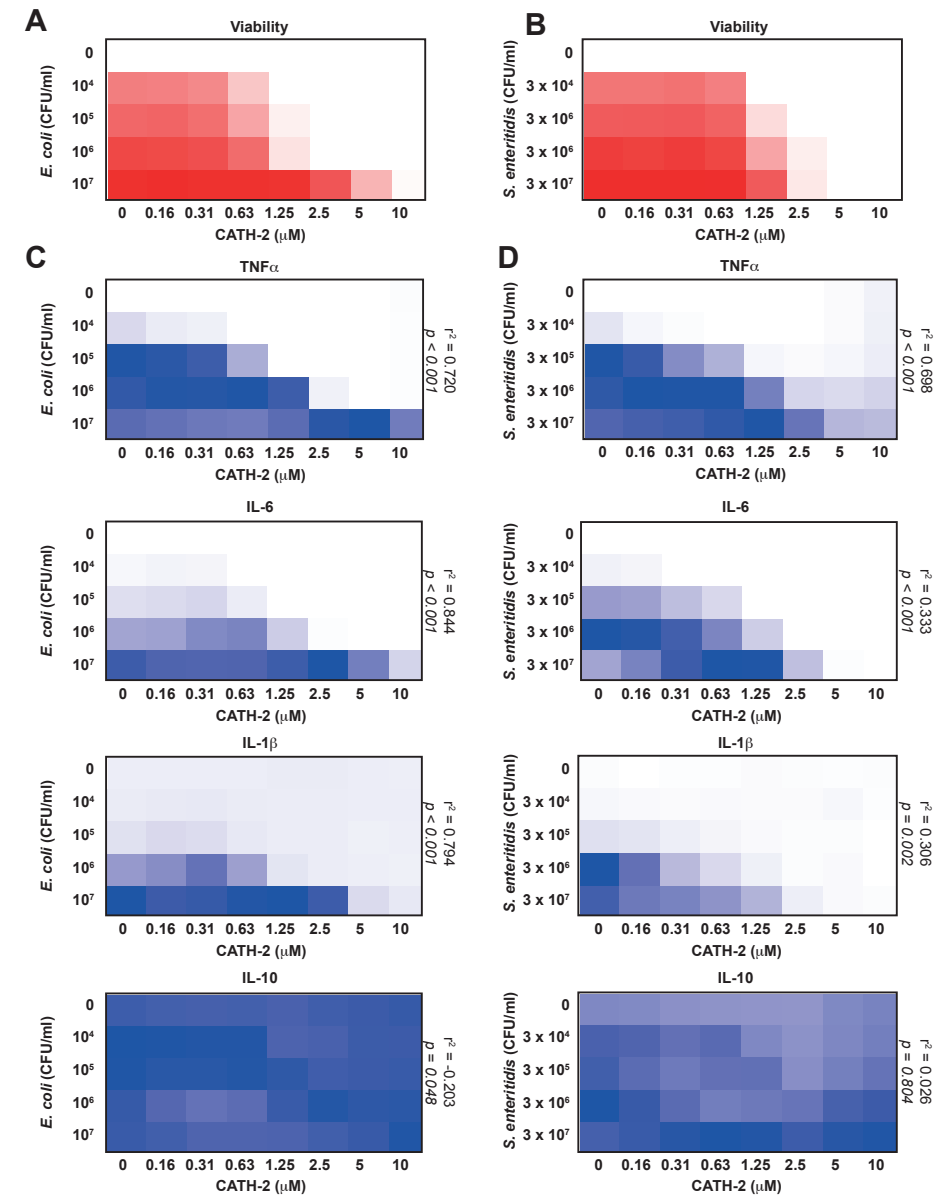 A
Viability
E. coli (CFU/ml)
0
10⁴
10⁵
10⁶
10⁷
0 0.16 0.31 0.63 1.25 2.5 5 10
CATH-2 (μM)
B
Viability
S. enteritidis (CFU/ml)
0
3 x 10⁴
3 x 10⁶
3 x 10⁶
3 x 10⁷
0 0.16 0.31 0.63 1.25 2.5 5 10
CATH-2 (μM)
C
TNFα
E. coli (CFU/ml)
0
10⁴
10⁵
10⁶
10⁷
0 0.16 0.31 0.63 1.25 2.5 5 10
CATH-2 (μM)
r² = 0.720
p < 0.001
D
TNFα
S. enteritidis (CFU/ml)
0
3 x 10⁴
3 x 10⁵
3 x 10⁶
3 x 10⁷
0 0.16 0.31 0.63 1.25 2.5 5 10
CATH-2 (μM)
r² = 0.698
p < 0.001
IL-6
E. coli (CFU/ml)
0
10⁴
10⁵
10⁶
10⁷
0 0.16 0.31 0.63 1.25 2.5 5 10
CATH-2 (μM)
r² = 0.844
p < 0.001
IL-6
S. enteritidis (CFU/ml)
0
3 x 10⁴
3 x 10⁵
3 x 10⁶
3 x 10⁷
0 0.16 0.31 0.63 1.25 2.5 5 10
CATH-2 (μM)
r² = 0.333
p < 0.001
IL-1β
E. coli (CFU/ml)
0
10⁴
10⁵
10⁶
10⁷
0 0.16 0.31 0.63 1.25 2.5 5 10
CATH-2 (μM)
r² = 0.794
p < 0.001
IL-1β
S. enteritidis (CFU/ml)
0
3 x 10⁴
3 x 10⁵
3 x 10⁶
3 x 10⁷
0 0.16 0.31 0.63 1.25 2.5 5 10
CATH-2 (μM)
r² = 0.306
p = 0.002
IL-10
E. coli (CFU/ml)
0
10⁴
10⁵
10⁶
10⁷
0 0.16 0.31 0.63 1.25 2.5 5 10
CATH-2 (μM)
r² = -0.203
p = 0.048
IL-10
S. enteritidis (CFU/ml)
0
3 x 10⁴
3 x 10⁵
3 x 10⁶
3 x 10⁷
0 0.16 0.31 0.63 1.25 2.5 5 10
CATH-2 (μM)
r² = 0.026
p = 0.804